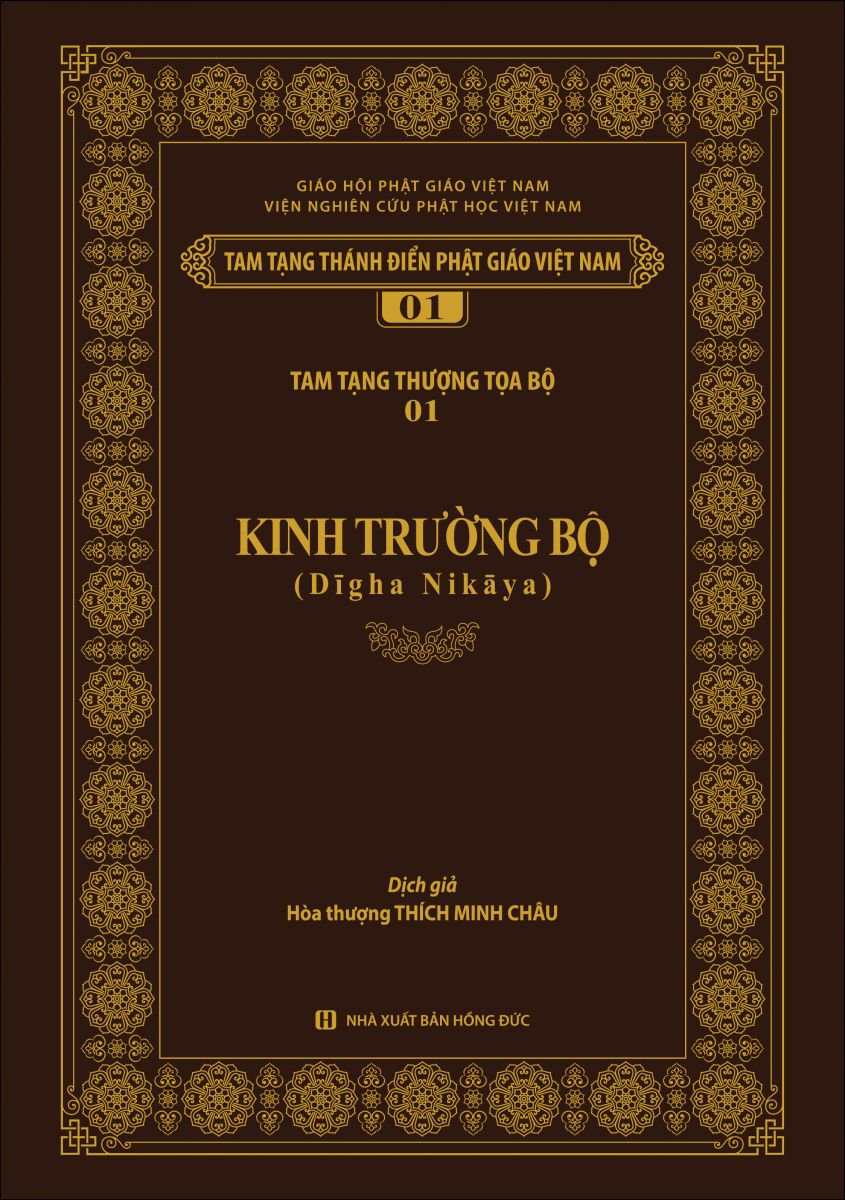 GIÁO HỘI PHẬT GIÁO VIỆT NAM
VIỆN NGHIÊN CỨU PHẬT HỌC VIỆT NAM
TAM TẠNG THÁNH ĐIỂN PHẬT GIÁO VIỆT NAM
01
TAM TẠNG THƯỢNG TỌA BỘ
01
KINH TRƯỜNG BỘ
(Dīgha Nikāya)
Dịch giả
Hòa thượng THÍCH MINH CHÂU
H NHÀ XUẤT BẢN HỒNG ĐỨC